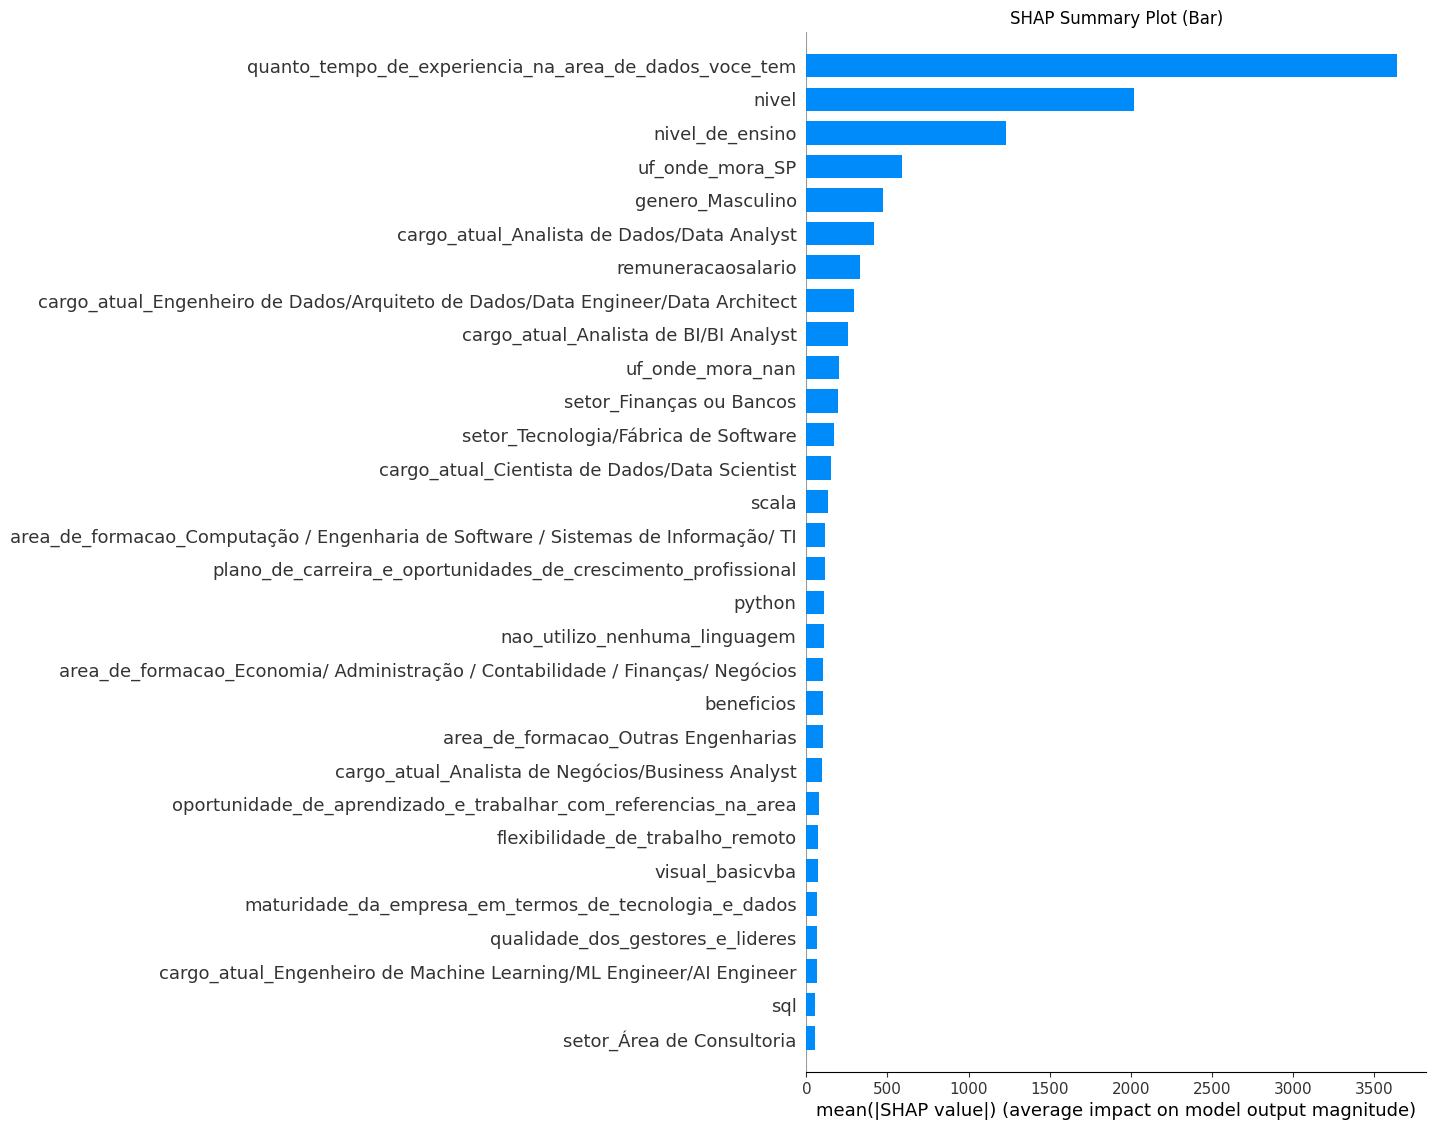 SHAP Summary Plot (Bar)
quanto_tempo_de_experiencia_na_area_de_dados_voce_tem
nivel
nivel_de_ensino
uf_onde_mora_SP
genero_Masculino
cargo_atual_Analista de Dados/Data Analyst
remuneracaosalario
cargo_atual_Engenheiro de Dados/Arquiteto de Dados/Data Engineer/Data Architect
cargo_atual_Analista de BI/BI Analyst
uf_onde_mora_nan
setor_Finanças ou Bancos
setor_Tecnologia/Fábrica de Software
cargo_atual_Cientista de Dados/Data Scientist
scala
area_de_formacao_Computação / Engenharia de Software / Sistemas de Informação/ TI
plano_de_carreira_e_oportunidades_de_crescimento_profissional
python
nao_utilizo_nenhuma_linguagem
area_de_formacao_Economia/ Administração / Contabilidade / Finanças/ Negócios
beneficios
area_de_formacao_Outras Engenharias
cargo_atual_Analista de Negócios/Business Analyst
oportunidade_de_aprendizado_e_trabalhar_com_referencias_na_area
flexibilidade_de_trabalho_remoto
visual_basicvba
maturidade_da_empresa_em_termos_de_tecnologia_e_dados
qualidade_dos_gestores_e_lideres
cargo_atual_Engenheiro de Machine Learning/ML Engineer/AI Engineer
sql
setor_Área de Consultoria
0 500 1000 1500 2000 2500 3000 3500
mean(|SHAP value|) (average impact on model output magnitude)